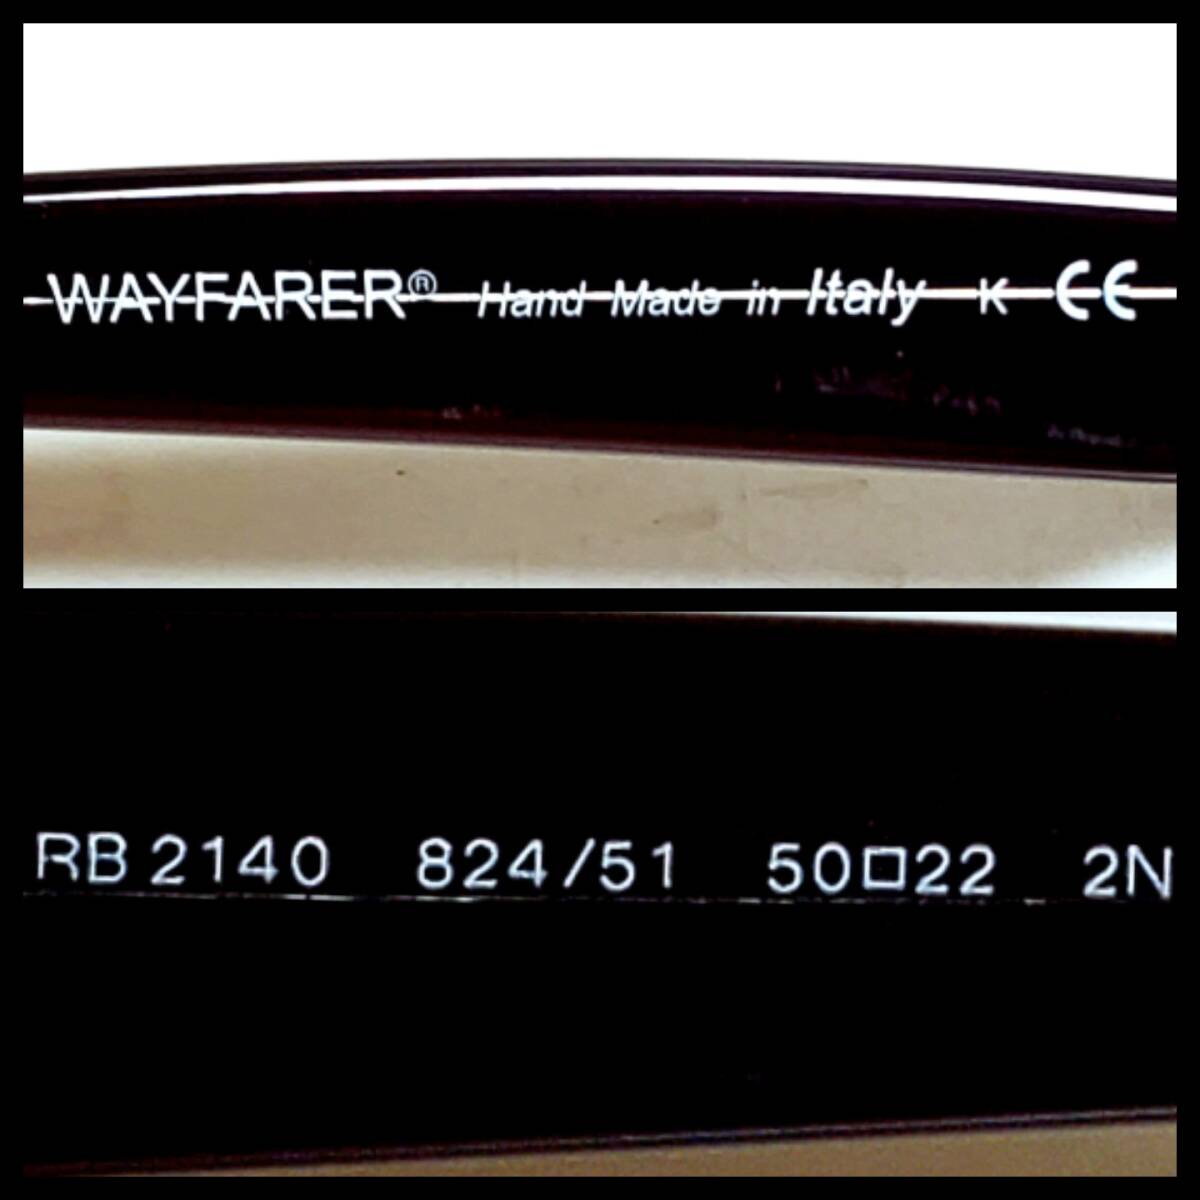 WAYFARER® Hand Made in Italy K CE
RB 2140 824/51 50□22 2N